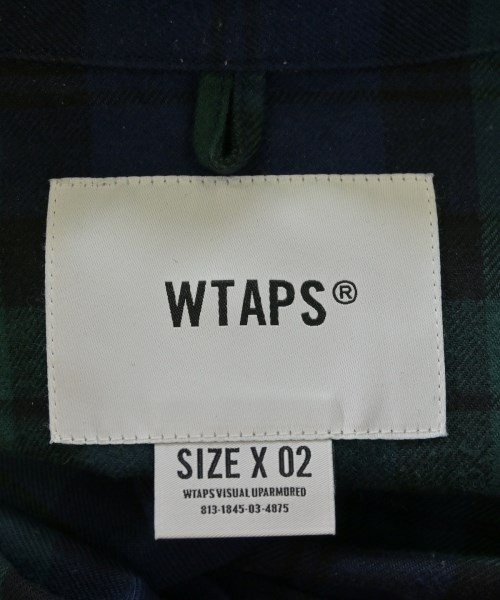 WTAPS®
SIZE X 02
WTAPS VISUAL UPARMORED
813-1845-03-4875